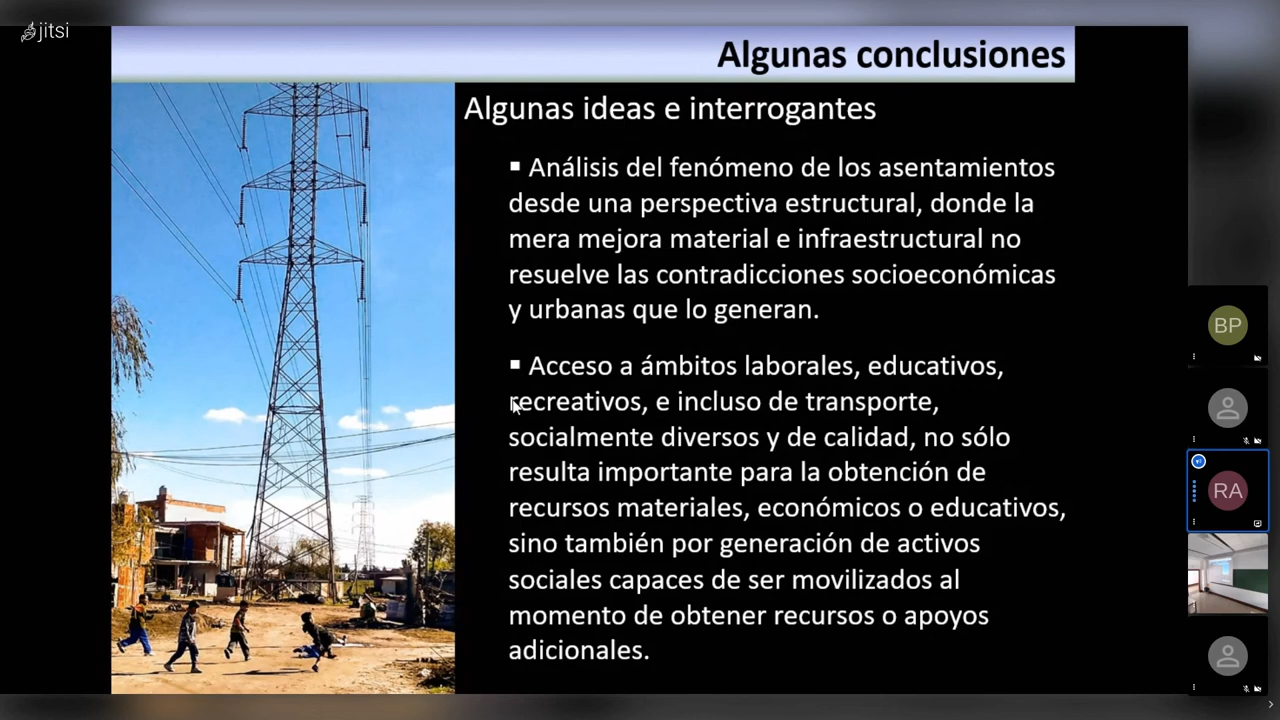 jitsi
Algunas conclusiones
Algunas ideas e interrogantes
▪ Análisis del fenómeno de los asentamientos
desde una perspectiva estructural, donde la
mera mejora material e infraestructural no
resuelve las contradicciones socioeconómicas
y urbanas que lo generan.
▪ Acceso a ámbitos laborales, educativos,
recreativos, e incluso de transporte,
socialmente diversos y de calidad, no sólo
resulta importante para la obtención de
recursos materiales, económicos o educativos,
sino también por generación de activos
sociales capaces de ser movilizados al
momento de obtener recursos o apoyos
adicionales.
BP
RA